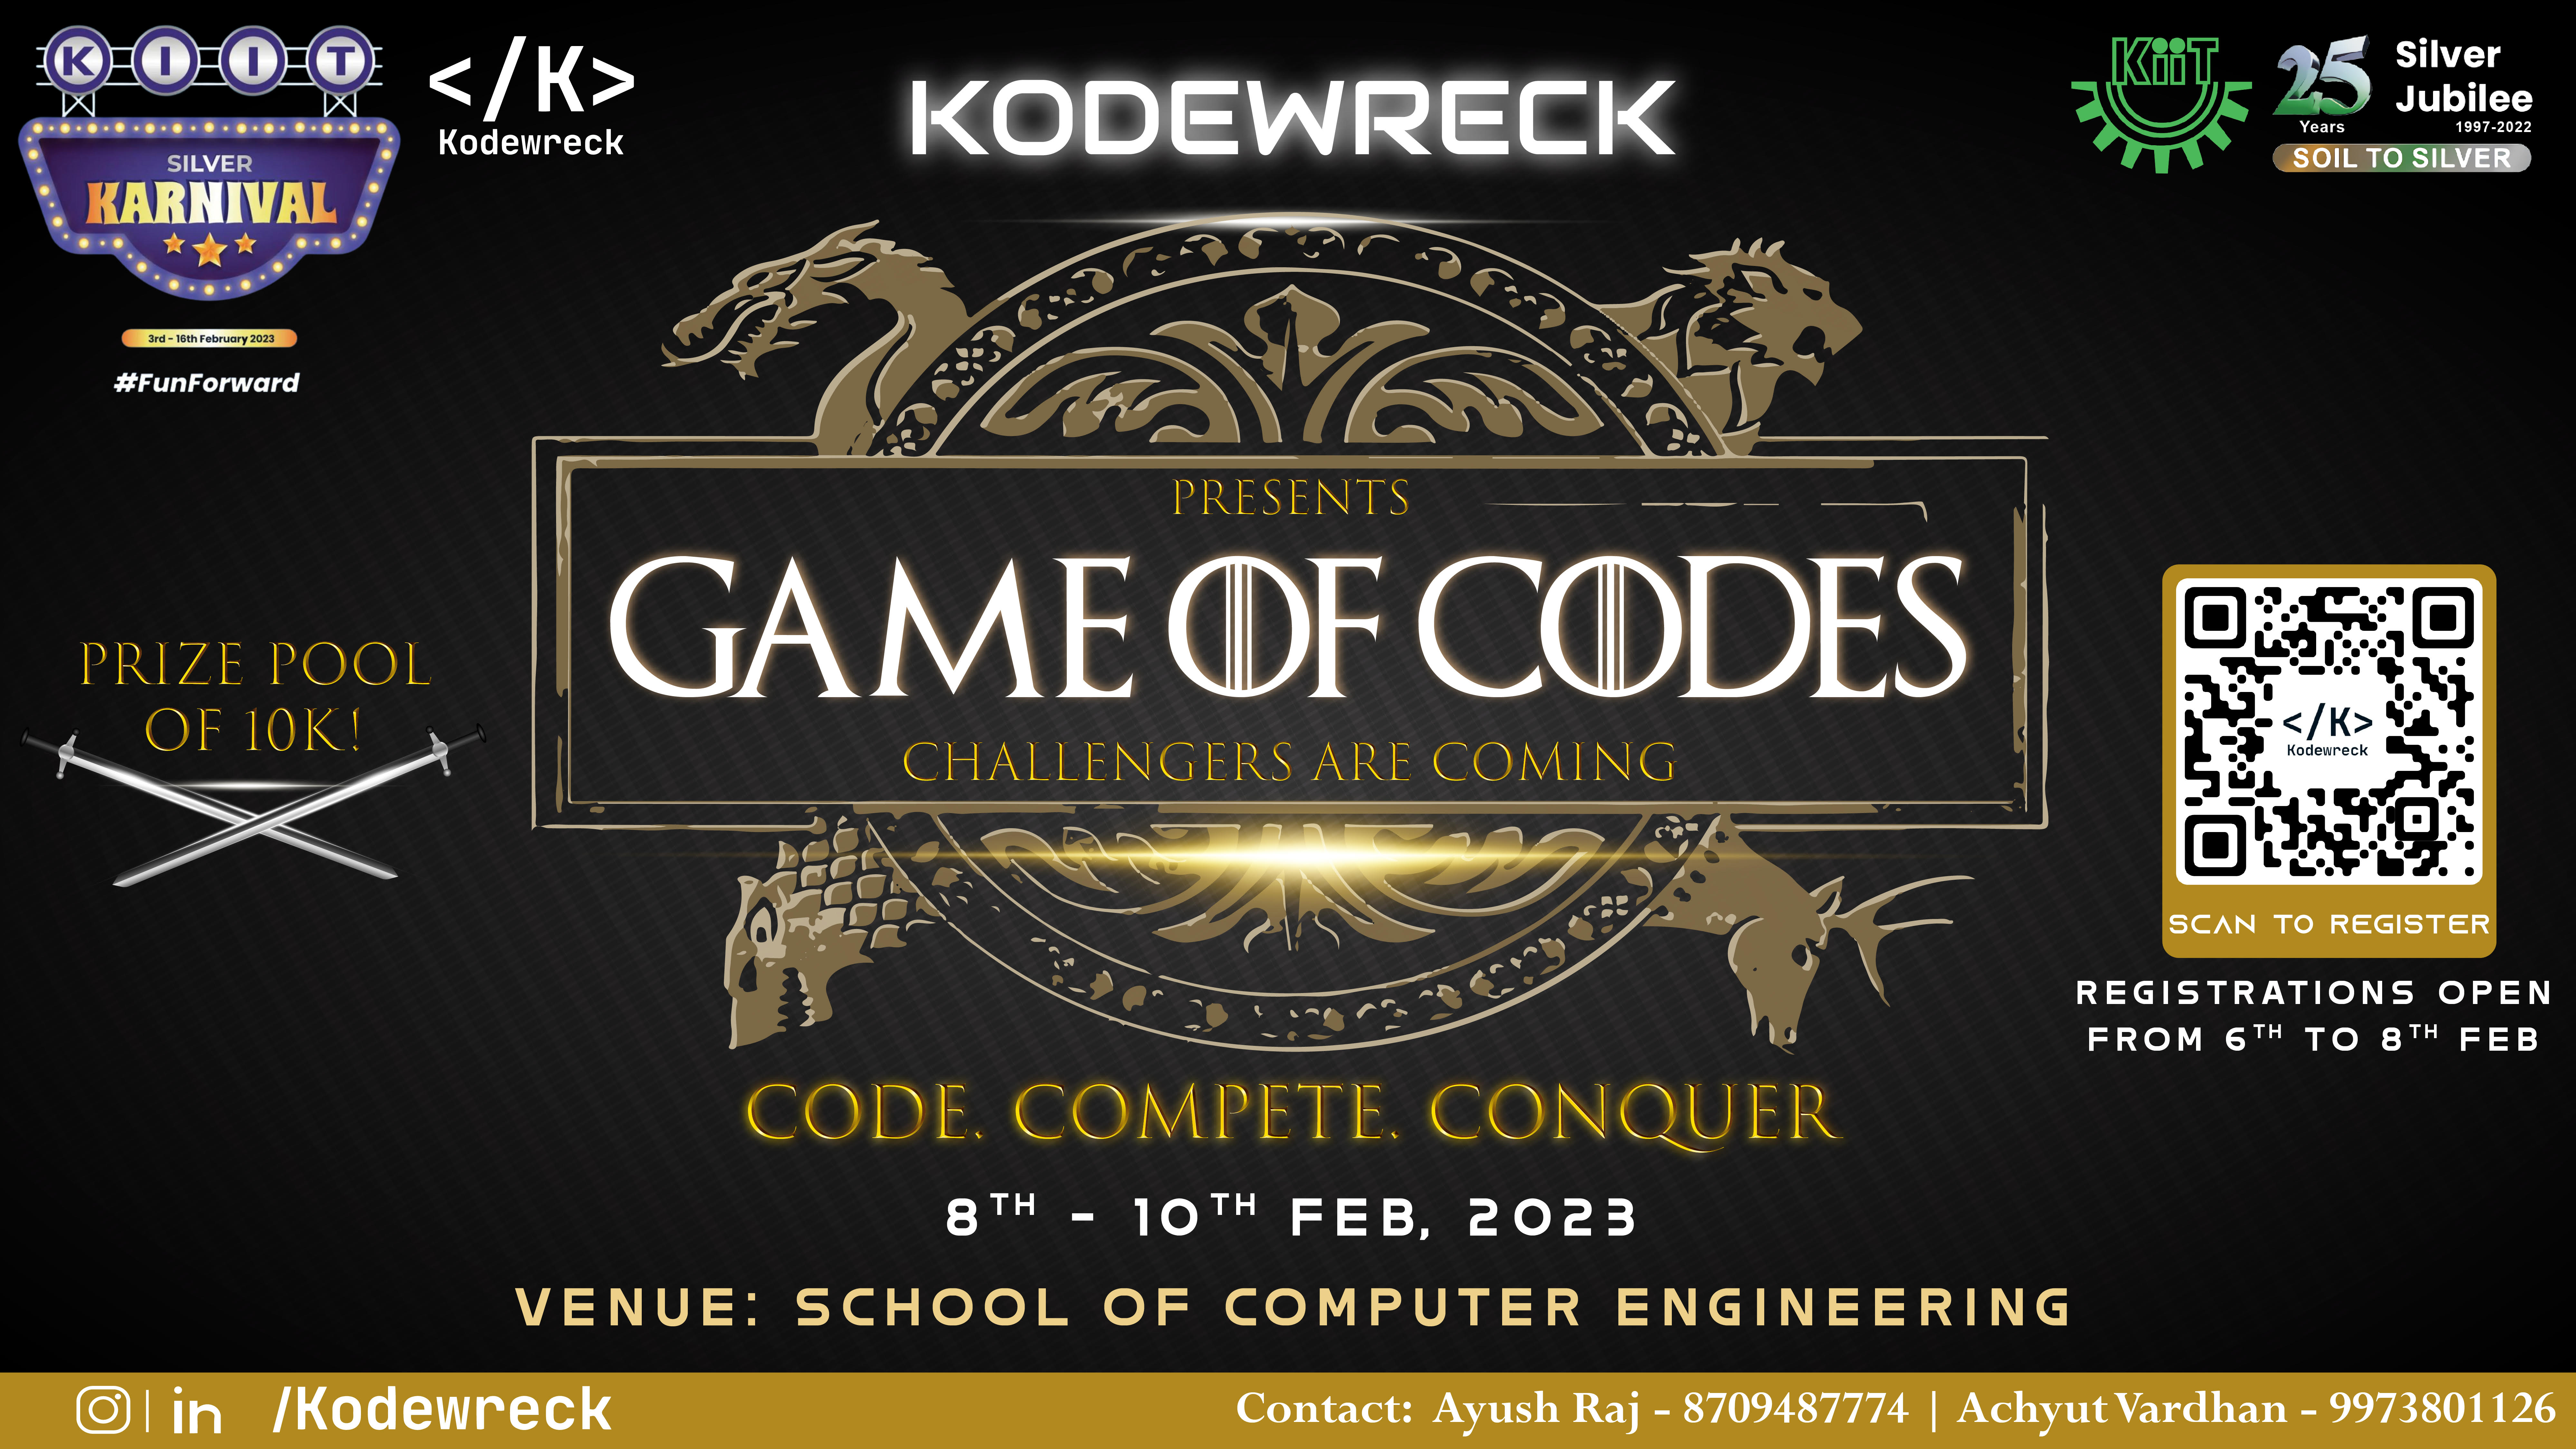 KIIT
SILVER
KARNIVAL
3rd - 16th February 2023
#FunForward
</K>
Kodewreck
KODEWRECK
KiiT
25
Years
Silver
Jubilee
1997-2022
SOIL TO SILVER
PRESENTS
GAME OF CODES
CHALLENGERS ARE COMING
PRIZE POOL
OF 10K!
</K>
Kodewreck
SCAN TO REGISTER
REGISTRATIONS OPEN
FROM 6TH TO 8TH FEB
CODE. COMPETE. CONQUER
8TH - 10TH FEB, 2023
VENUE: SCHOOL OF COMPUTER ENGINEERING
in /Kodewreck
Contact: Ayush Raj - 8709487774 | Achyut Vardhan - 9973801126